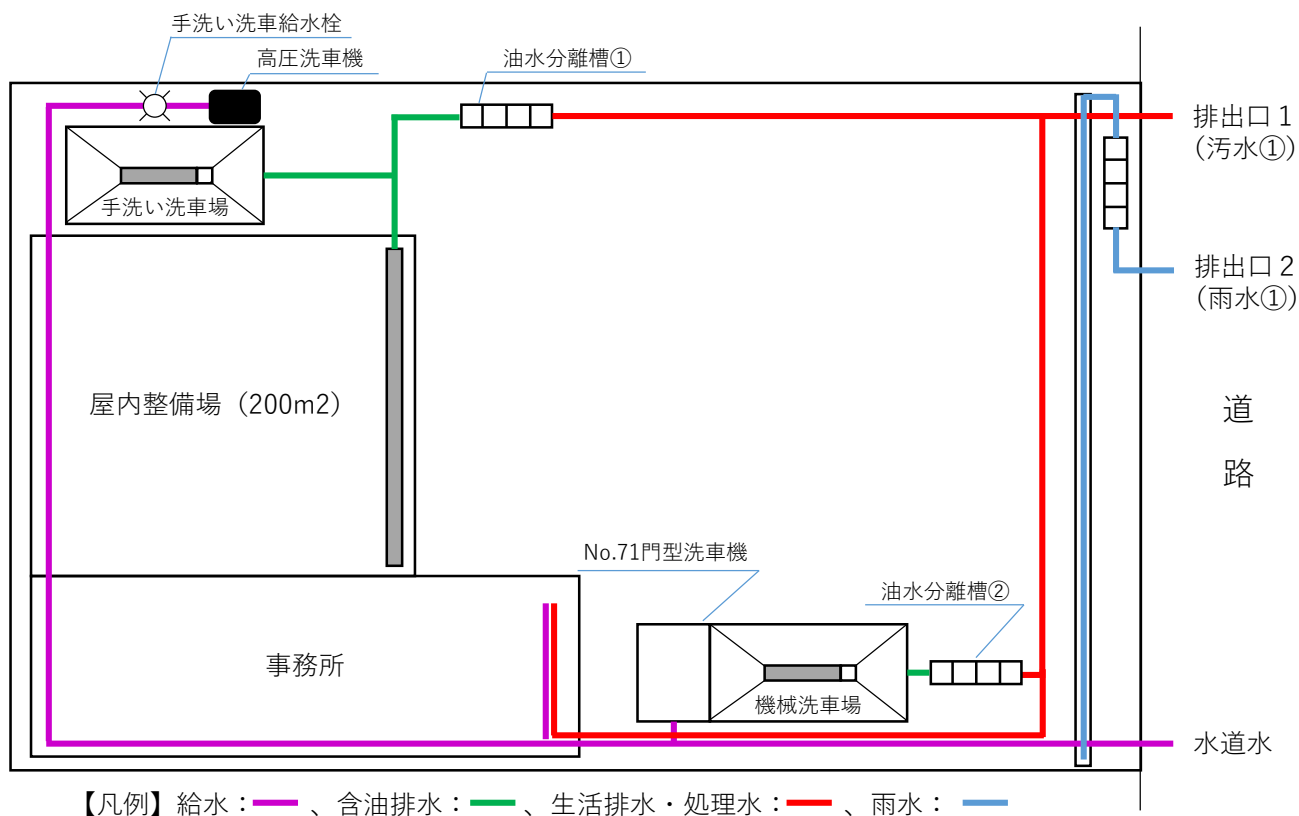 手洗い洗車給水栓
高圧洗車機
油水分離槽①
排出口１
(汚水①)
手洗い洗車場
排出口２
(雨水①)
屋内整備場（200m2）
道
路
No.71門型洗車機
油水分離槽②
事務所
機械洗車場
水道水
【凡例】給水：、含油排水：、生活排水・処理水：、雨水：